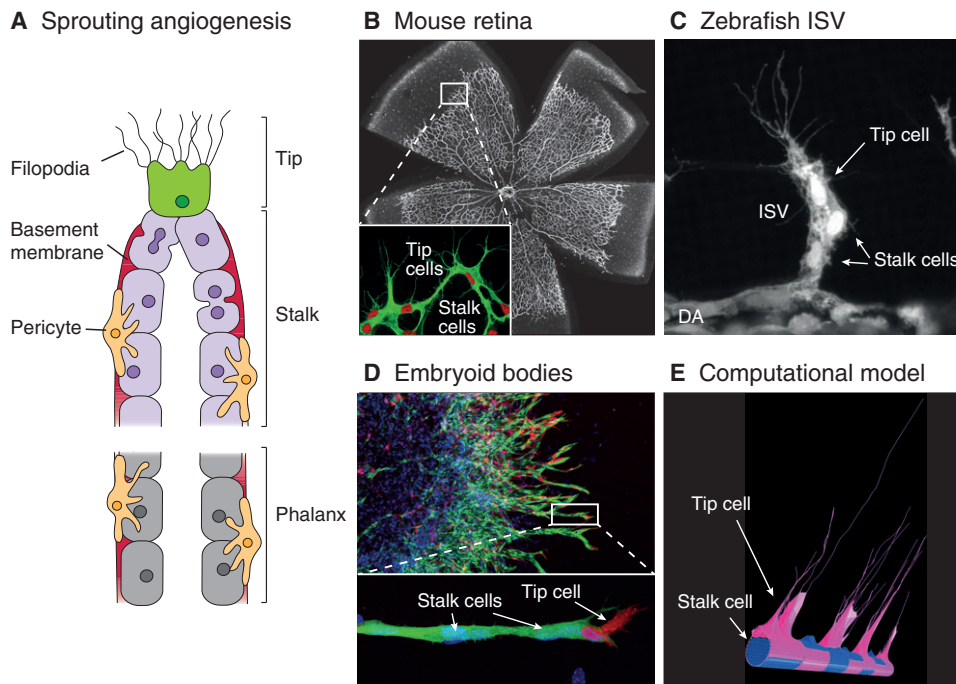 A Sprouting angiogenesis
Filopodia
Tip
Basement
membrane
Pericyte
Stalk
Phalanx
B Mouse retina
Tip
cells
Stalk
cells
C Zebrafish ISV
Tip cell
ISV
Stalk cells
DA
D Embryoid bodies
Stalk cells
Tip cell
E Computational model
Tip cell
Stalk cell